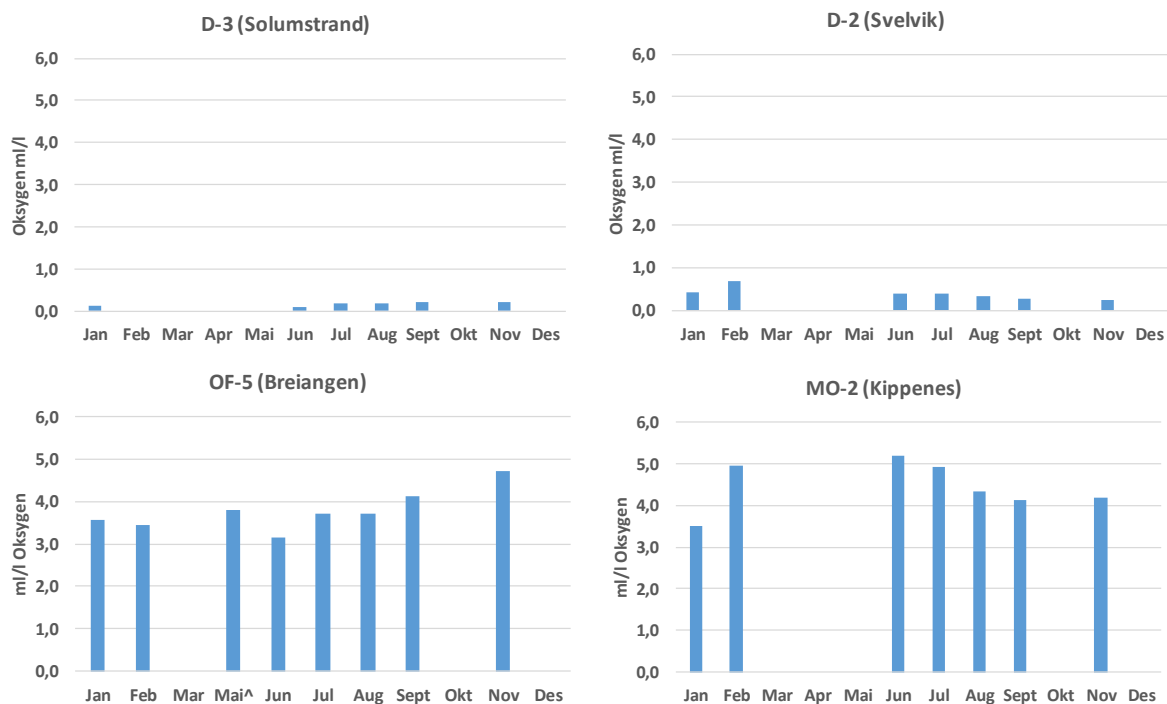 D-3 (Solumstrand)
6,0
5,0
4,0
3,0
2,0
1,0
0,0
Oksygen ml/l
Jan Feb Mar Apr Mai Jun Jul Aug Sept Okt Nov Des
D-2 (Svelvik)
6,0
5,0
4,0
3,0
2,0
1,0
0,0
Oksygen ml/l
Jan Feb Mar Apr Mai Jun Jul Aug Sept Okt Nov Des
OF-5 (Breiangen)
6,0
5,0
4,0
3,0
2,0
1,0
0,0
ml/l Oksygen
Jan Feb Mar Mai^ Jun Jul Aug Sept Okt Nov Des
MO-2 (Kippenes)
6,0
5,0
4,0
3,0
2,0
1,0
0,0
ml/l Oksygen
Jan Feb Mar Apr Mai Jun Jul Aug Sept Okt Nov Des